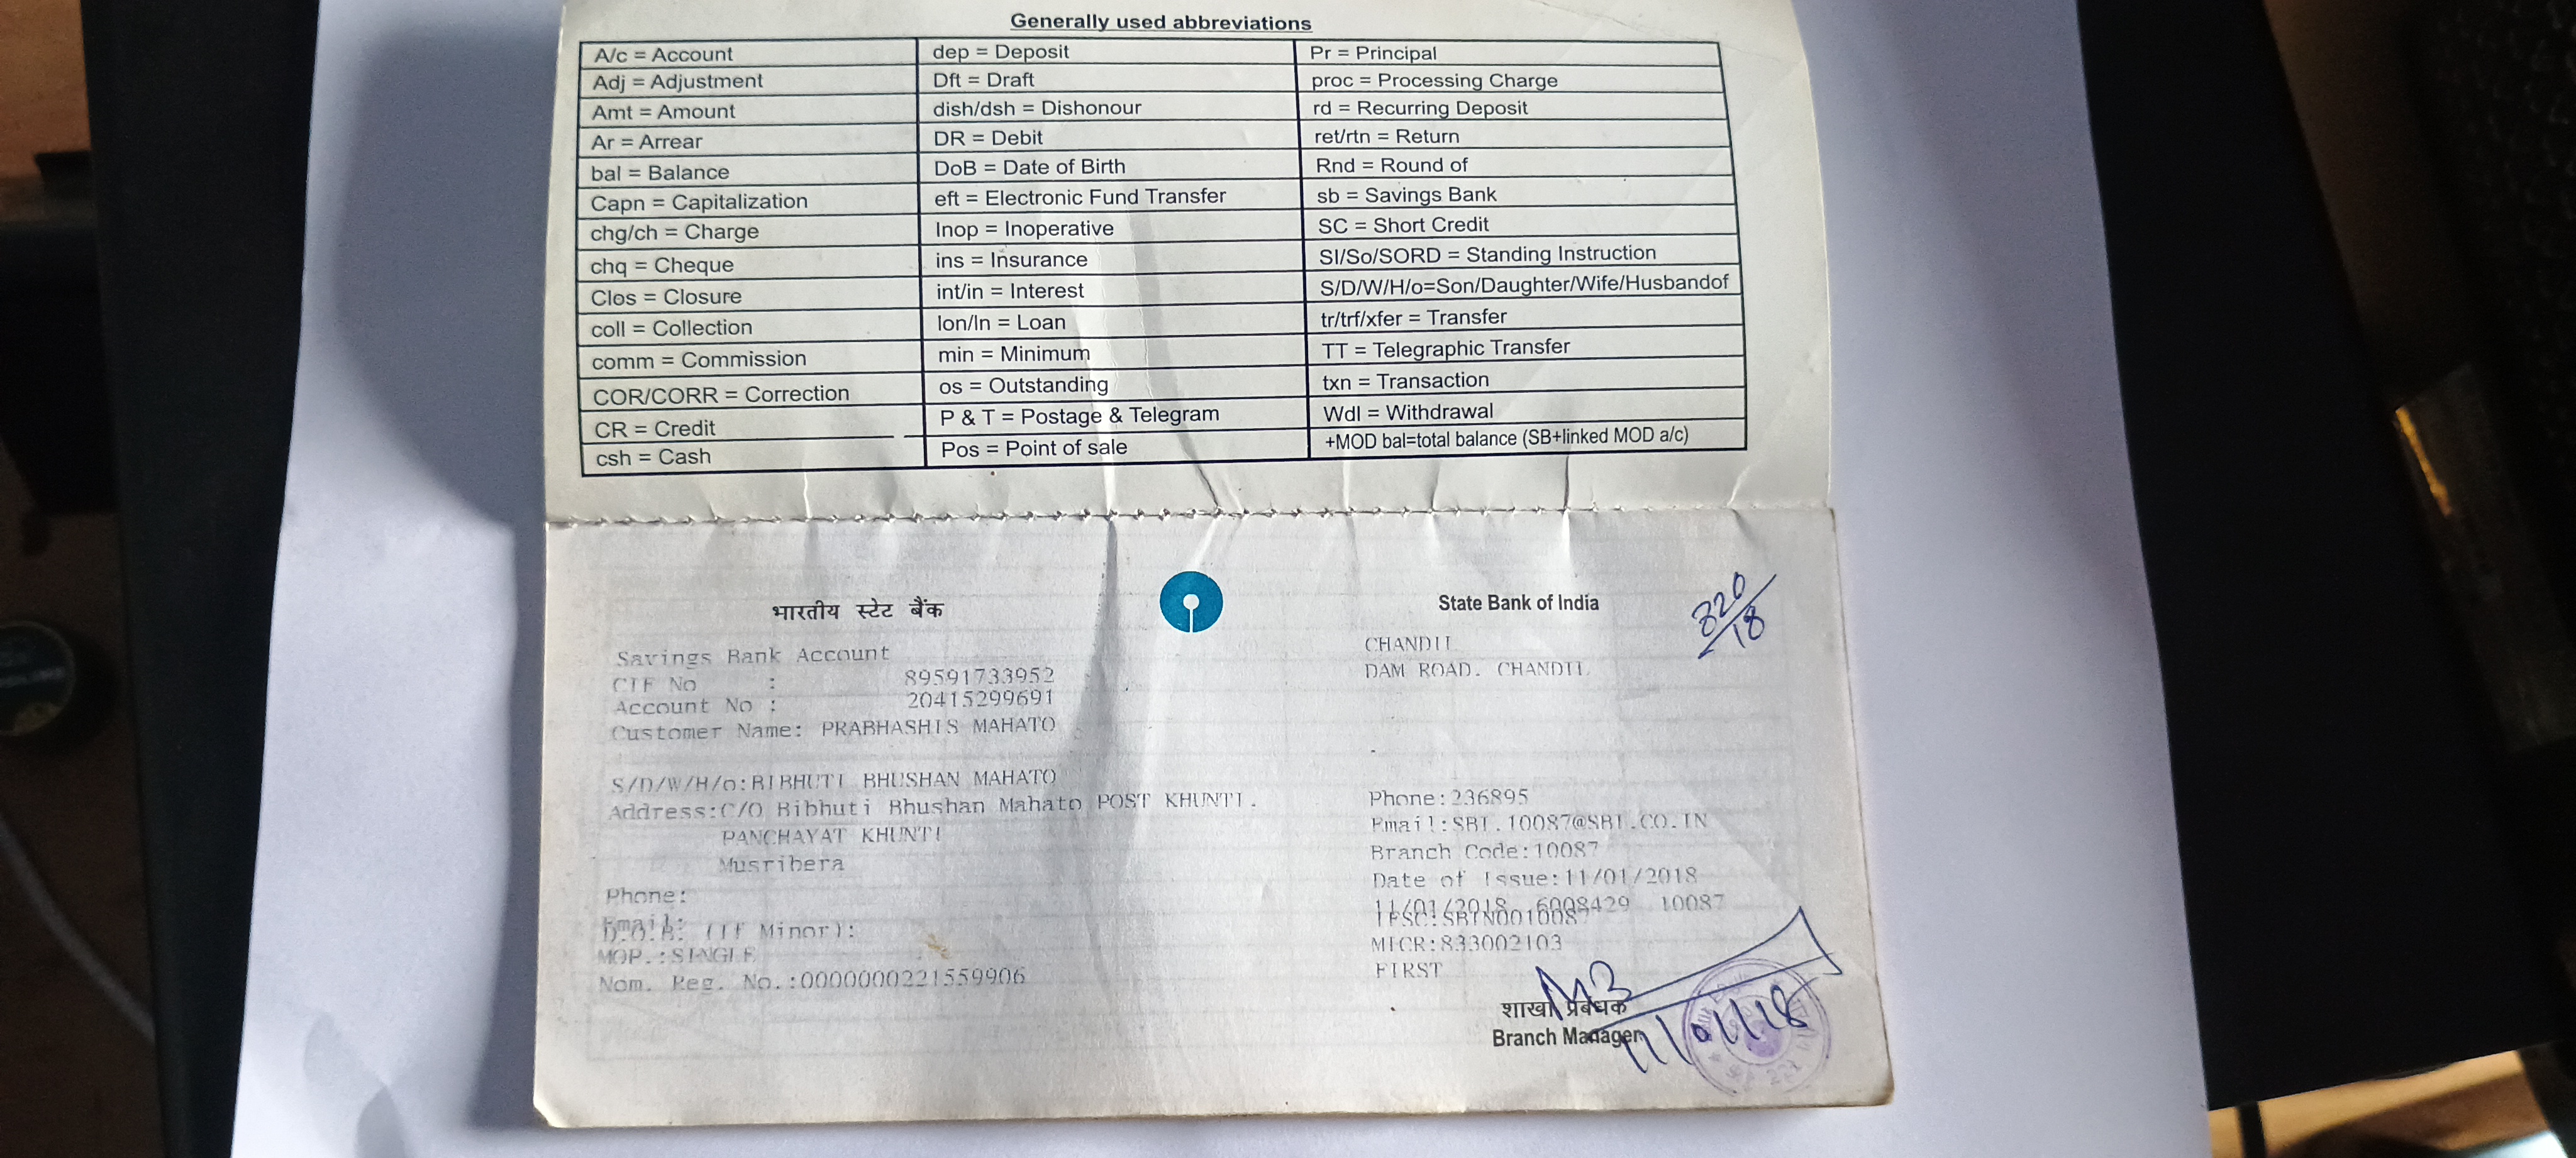 Generally used abbreviations
A/c = Account
Adj = Adjustment
Amt = Amount
Ar = Arrear
bal = Balance
Capn = Capitalization
chg/ch = Charge
chq = Cheque
Clos = Closure
coll = Collection
comm = Commission
COR/CORR = Correction
CR = Credit
csh = Cash
dep = Deposit
Dft = Draft
dish/dsh = Dishonour
DR = Debit
DoB = Date of Birth
eft = Electronic Fund Transfer
Inop = Inoperative
ins = Insurance
int/in = Interest
lon/ln = Loan
min = Minimum
os = Outstanding
P & T = Postage & Telegram
Pos = Point of sale
Pr = Principal
proc = Processing Charge
rd = Recurring Deposit
ret/rtn = Return
Rnd = Round of
sb = Savings Bank
SC = Short Credit
SI/So/SORD = Standing Instruction
S/D/W/H/o=Son/Daughter/Wife/Husbandof
tr/trf/xfer = Transfer
TT = Telegraphic Transfer
txn = Transaction
Wdl = Withdrawal
+MOD bal=total balance (SB+linked MOD a/c)
भारतीय स्टेट बैंक
Savings Bank Account
CIF No : 89591733952
Account No : 20415299691
Customer Name: PRABHASHIS MAHATO
S/D/W/H/o:BIBHUTI BHUSHAN MAHATO
Address:C/O Bibhuti Bhushan Mahato POST KHUNTI.
PANCHAYAT KHUNTI
Musribera
Phone:
Email:
D.O.B. (If Minor):
MOP.:SINGLE
Nom. Reg. No.:0000000221559906
State Bank of India
320/18
CHANDIL
DAM ROAD. CHANDIL
Phone:236895
Email:SBI.10087@SBI.CO.IN
Branch Code:10087
Date of Issue:11/01/2018
11/01/2018 6008429 10087
IFSC:SBIN0010087
MICR:833002103
FIRST
शाखा प्रबंधक
Branch Manager
11/01/18